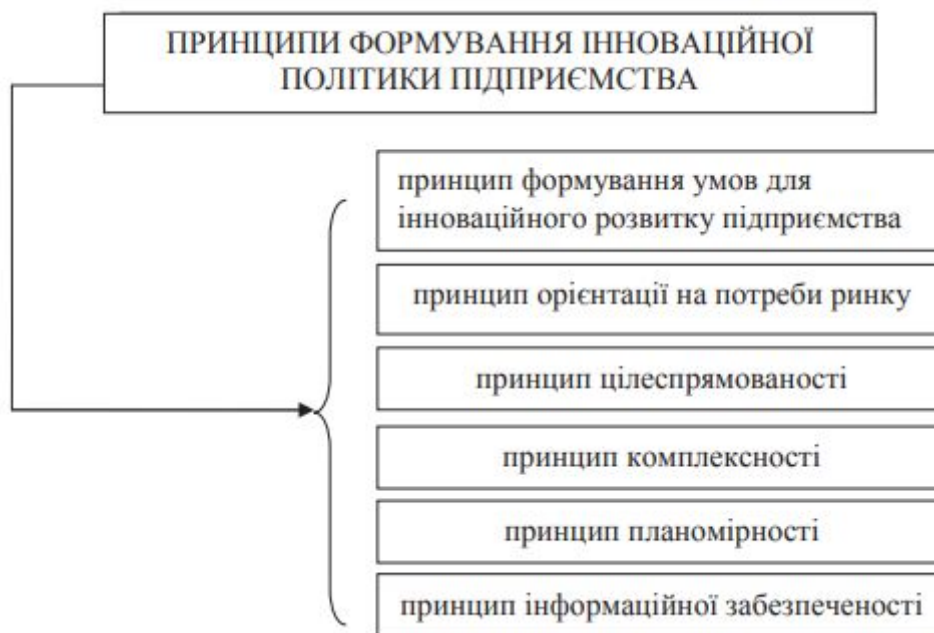 ПРИНЦИПИ ФОРМУВАННЯ ІННОВАЦІЙНОЇ
ПОЛІТИКИ ПІДПРИЄМСТВА
принцип формування умов для
інноваційного розвитку підприємства
принцип орієнтації на потреби ринку
принцип цілеспрямованості
принцип комплексності
принцип планомірності
принцип інформаційної забезпеченості